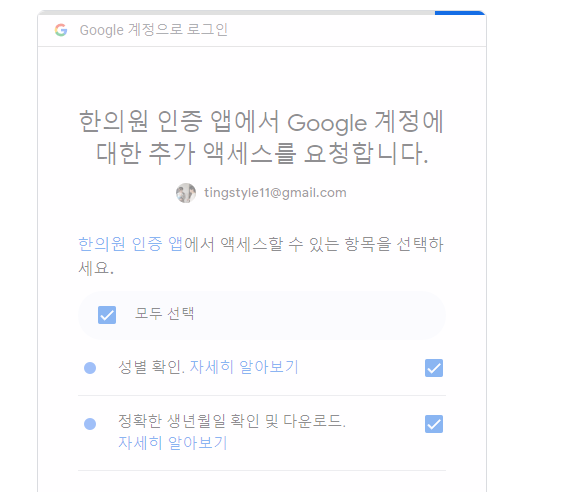 Google 계정으로 로그인
한의원 인증 앱에서 Google 계정에
대한 추가 액세스를 요청합니다.
tingstyle11@gmail.com
한의원 인증 앱에서 액세스할 수 있는 항목을 선택하
세요.
모두 선택
성별 확인. 자세히 알아보기
정확한 생년월일 확인 및 다운로드.
자세히 알아보기